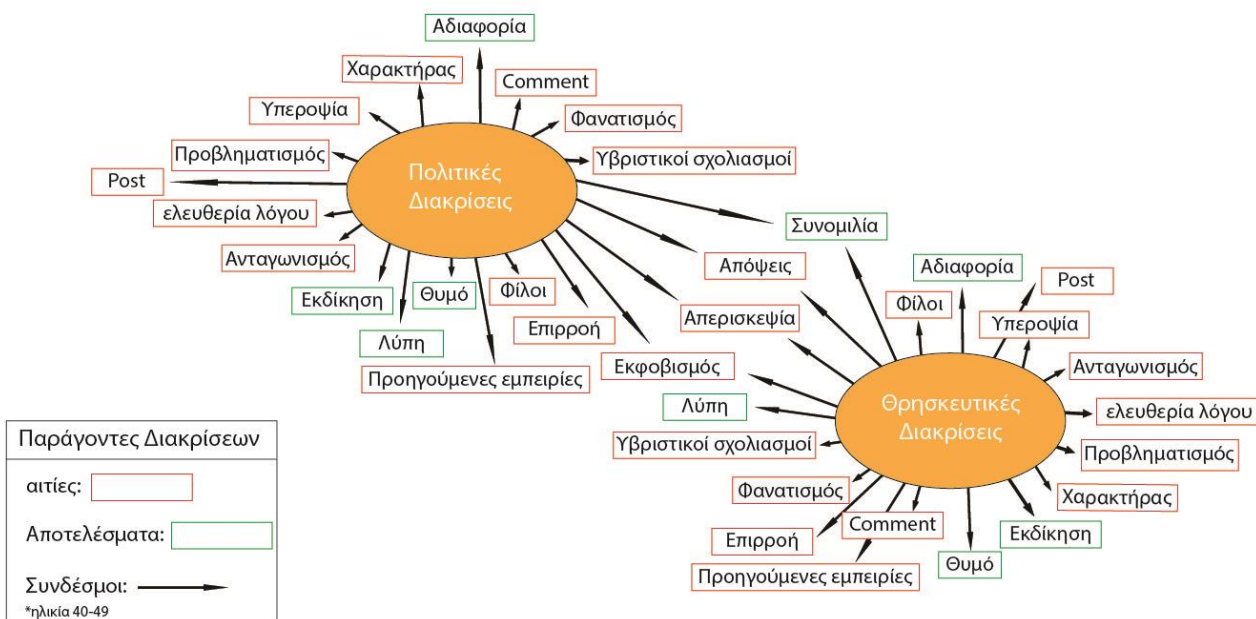 Αδιαφορία
Χαρακτήρας
Comment
Υπεροψία
Φανατισμός
Προβληματισμός
Υβριστικοί σχολιασμοί
Πολιτικές
Διακρίσεις
Post
ελευθερία λόγου
Συνομιλία
Ανταγωνισμός
Απόψεις
Αδιαφορία
Εκδίκηση
Θυμό
Φίλοι
Post
Φίλοι
Επιρροή
Απερισκεψία
Υπεροψία
Λύπη
Προηγούμενες εμπειρίες
Εκφοβισμός
Ανταγωνισμός
Λύπη
Θρησκευτικές
Διακρίσεις
ελευθερία λόγου
Υβριστικοί σχολιασμοί
Προβληματισμός
Φανατισμός
Χαρακτήρας
Comment
Επιρροή
Εκδίκηση
Θυμό
Προηγούμενες εμπειρίες
Παράγοντες Διακρίσεων
αιτίες:
Αποτελέσματα:
Συνδέσμοι:
*ηλικία 40-49